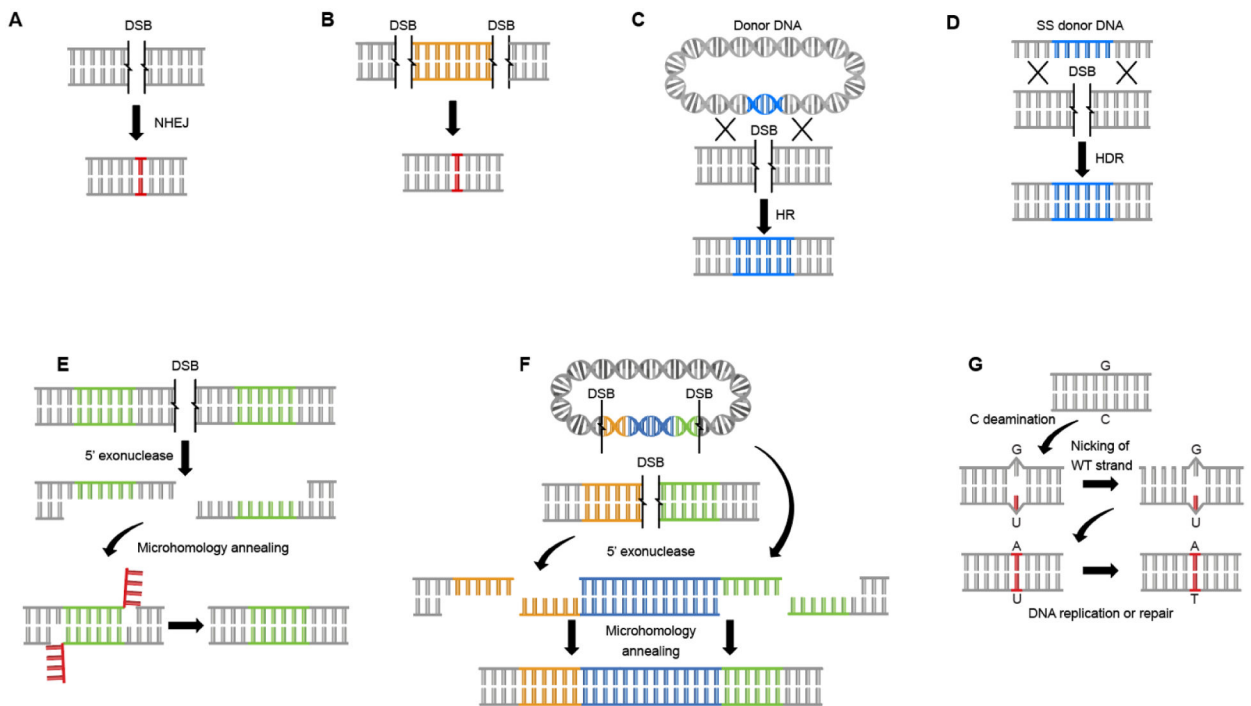 A
DSB
NHEJ
B
DSB
DSB
C
Donor DNA
DSB
HR
D
SS donor DNA
DSB
HDR
E
DSB
5' exonuclease
Microhomology annealing
F
DSB
DSB
DSB
5' exonuclease
Microhomology
annealing
G
G
C
C deamination
G
U
Nicking of
WT strand
G
U
A
U
A
T
DNA replication or repair